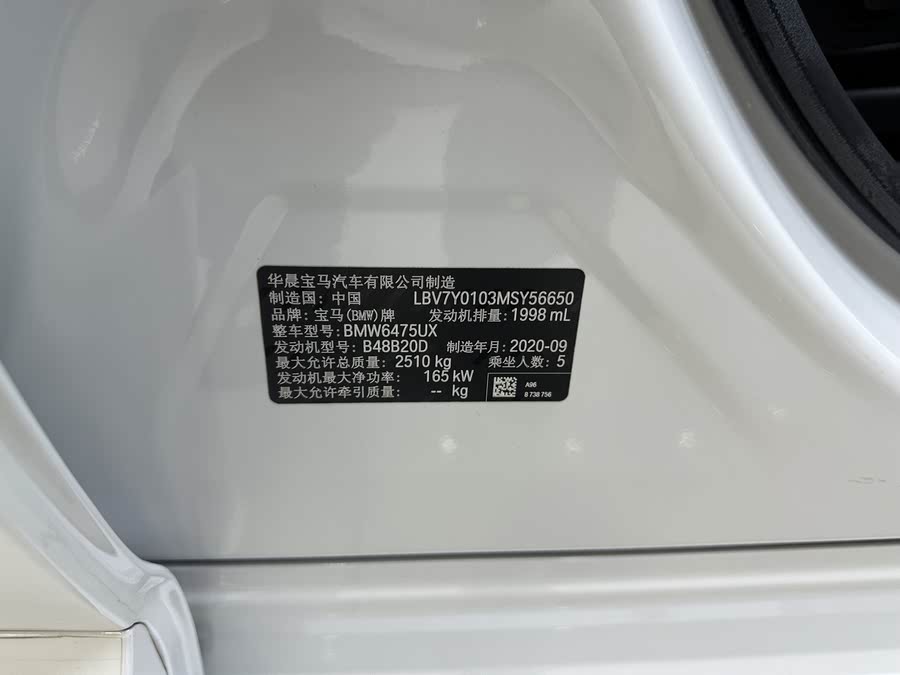 华晨宝马汽车有限公司制造
制造国：中国 LBV7Y0103MSY56650
品牌：宝马(BMW)牌 发动机排量：1998 mL
整车型号：BMW6475UX
发动机型号：B48B20D 制造年月：2020-09
最大允许总质量：2510 kg 乘坐人数：5
发动机最大净功率：165 kW
最大允许牵引质量：-- kg
A96
8 738 756